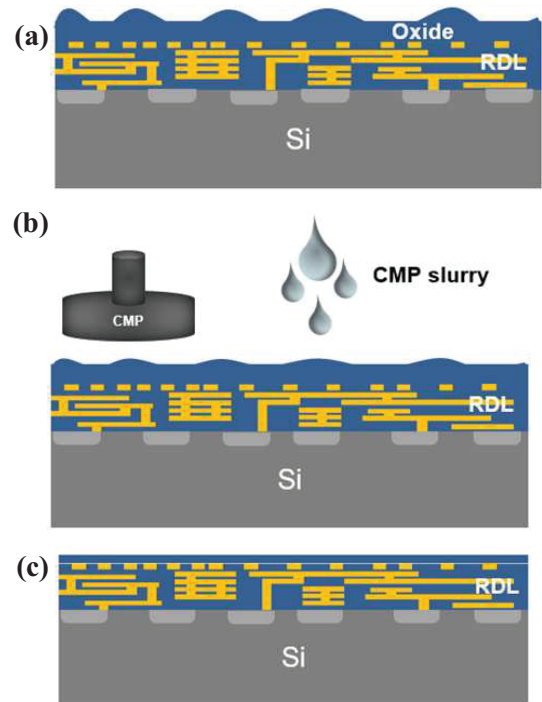 (a)
Oxide
RDL
Si
(b)
CMP
CMP slurry
RDL
Si
(c)
RDL
Si